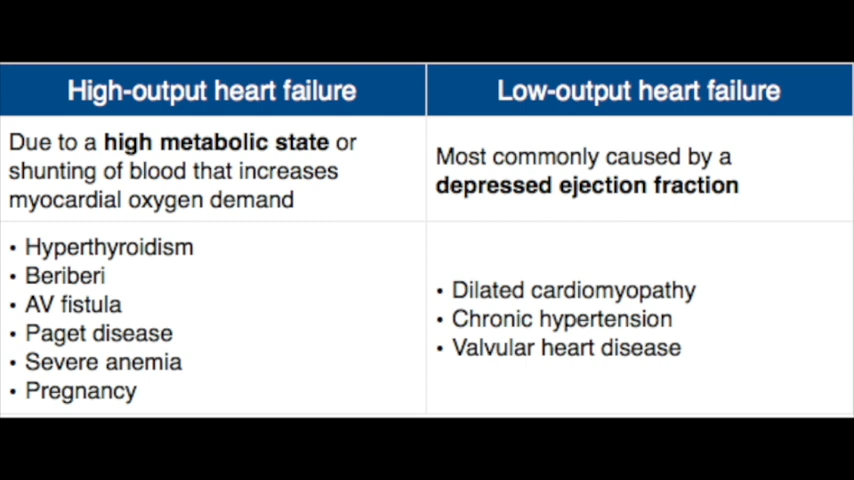 High-output heart failure
Low-output heart failure
Due to a high metabolic state or
shunting of blood that increases
myocardial oxygen demand
Most commonly caused by a
depressed ejection fraction
• Hyperthyroidism
• Beriberi
• AV fistula
• Paget disease
• Severe anemia
• Pregnancy
• Dilated cardiomyopathy
• Chronic hypertension
• Valvular heart disease